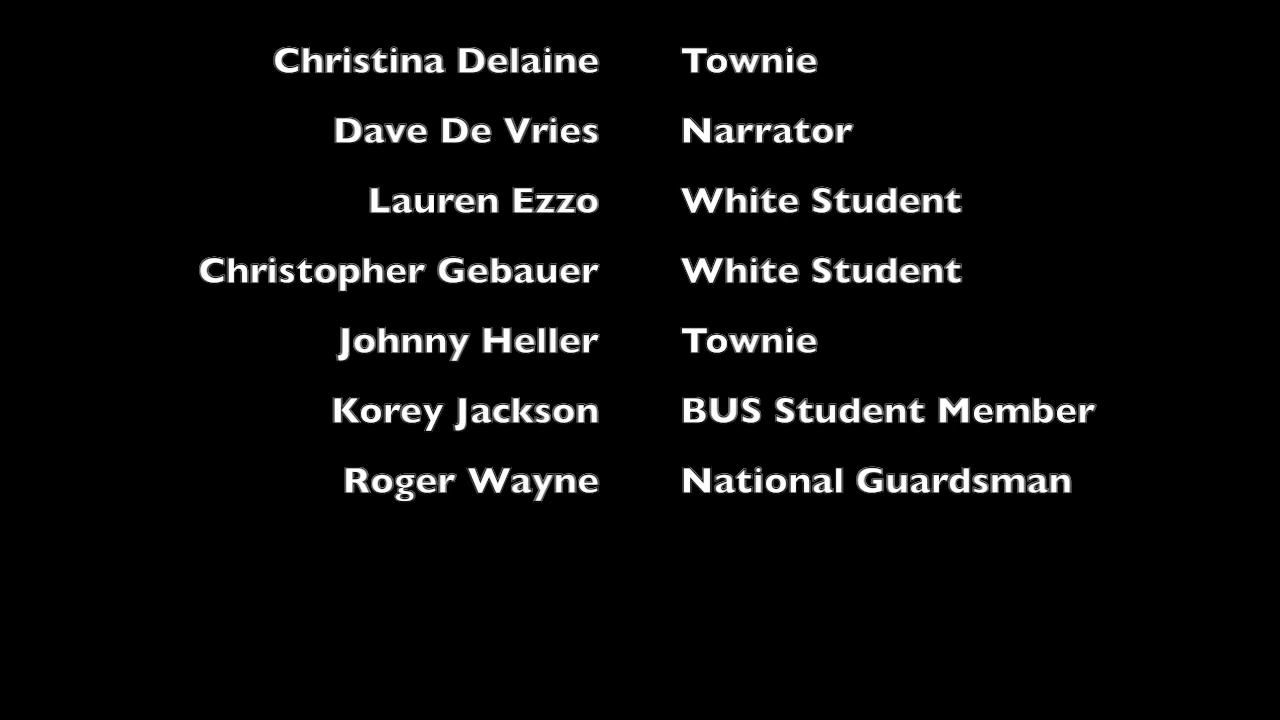 Christina Delaine Townie
Dave De Vries Narrator
Lauren Ezzo White Student
Christopher Gebauer White Student
Johnny Heller Townie
Korey Jackson BUS Student Member
Roger Wayne National Guardsman